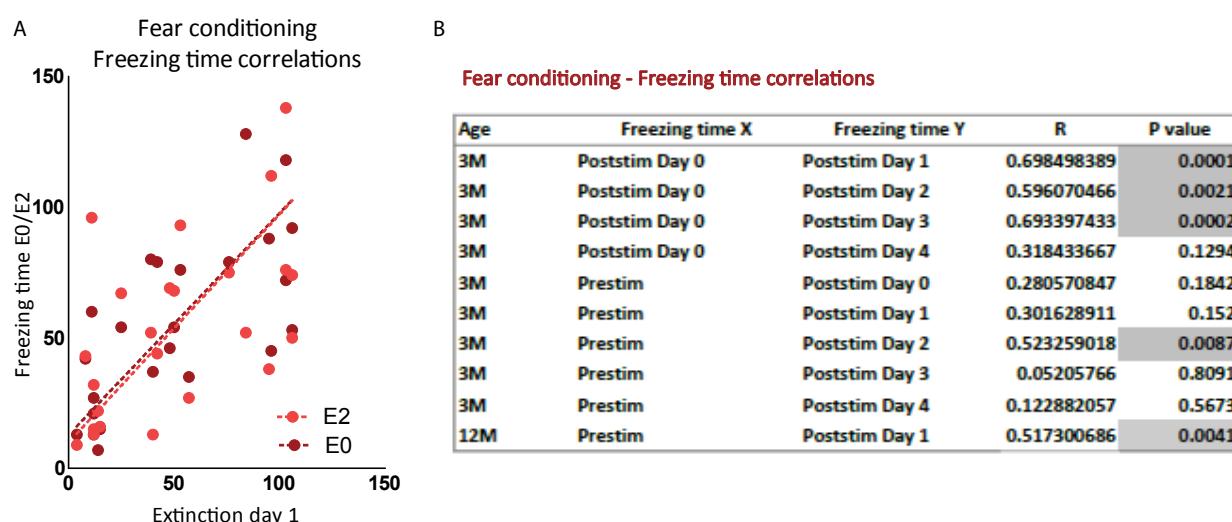 A
Fear conditioning
Freezing time correlations
Freezing time E0/E2
150
100
50
0
0 50 100 150
E2
E0
Extinction day 1
B
Fear conditioning - Freezing time correlations
Age Freezing time X Freezing time Y R P value
3M Poststim Day 0 Poststim Day 1 0.698498389 0.0001
3M Poststim Day 0 Poststim Day 2 0.596070466 0.0021
3M Poststim Day 0 Poststim Day 3 0.693397433 0.0002
3M Poststim Day 0 Poststim Day 4 0.318433667 0.1294
3M Prestim Poststim Day 0 0.280570847 0.1842
3M Prestim Poststim Day 1 0.301628911 0.152
3M Prestim Poststim Day 2 0.523259018 0.0087
3M Prestim Poststim Day 3 0.05205766 0.8091
3M Prestim Poststim Day 4 0.122882057 0.5673
12M Prestim Poststim Day 1 0.517300686 0.0041